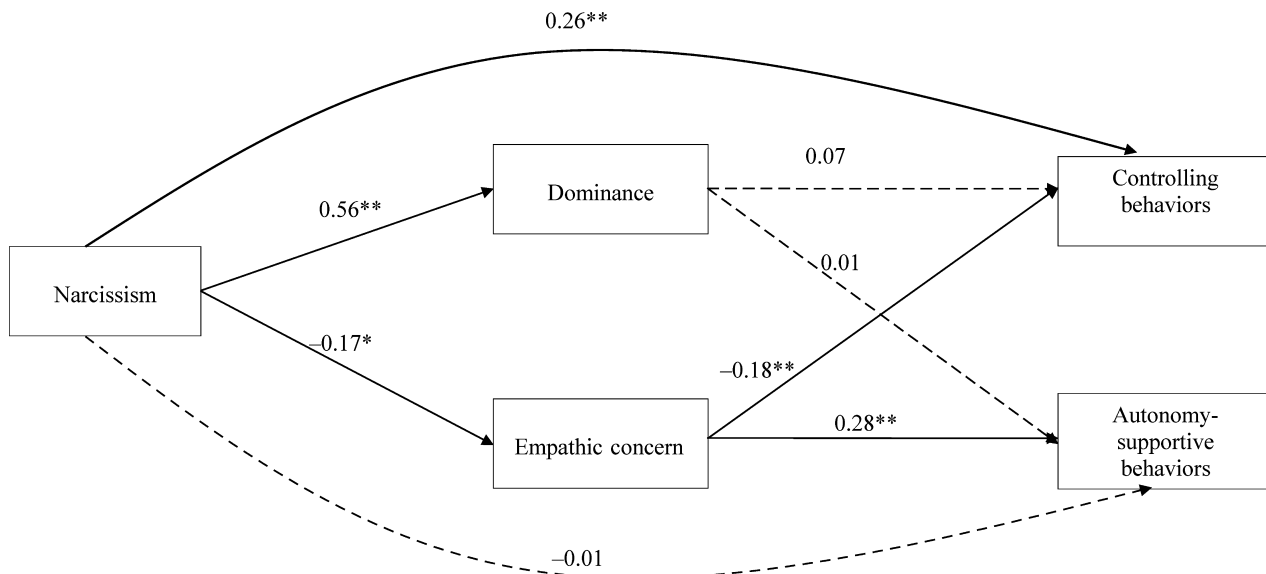 0.26**
0.07
Controlling
behaviors
Dominance
0.56**
0.01
Narcissism
–0.17*
–0.18**
0.28**
Autonomy-
supportive
behaviors
Empathic concern
–0.01